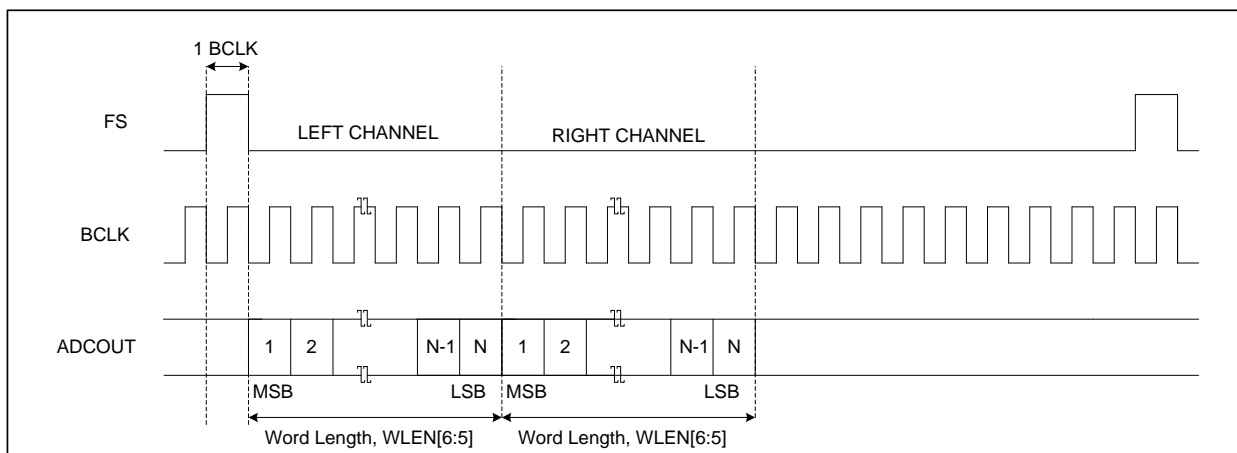 1 BCLK
FS
LEFT CHANNEL
RIGHT CHANNEL
BCLK
ADCOUT
1 2 N-1 N 1 2 N-1 N
MSB LSB MSB LSB
Word Length, WLEN[6:5] Word Length, WLEN[6:5]